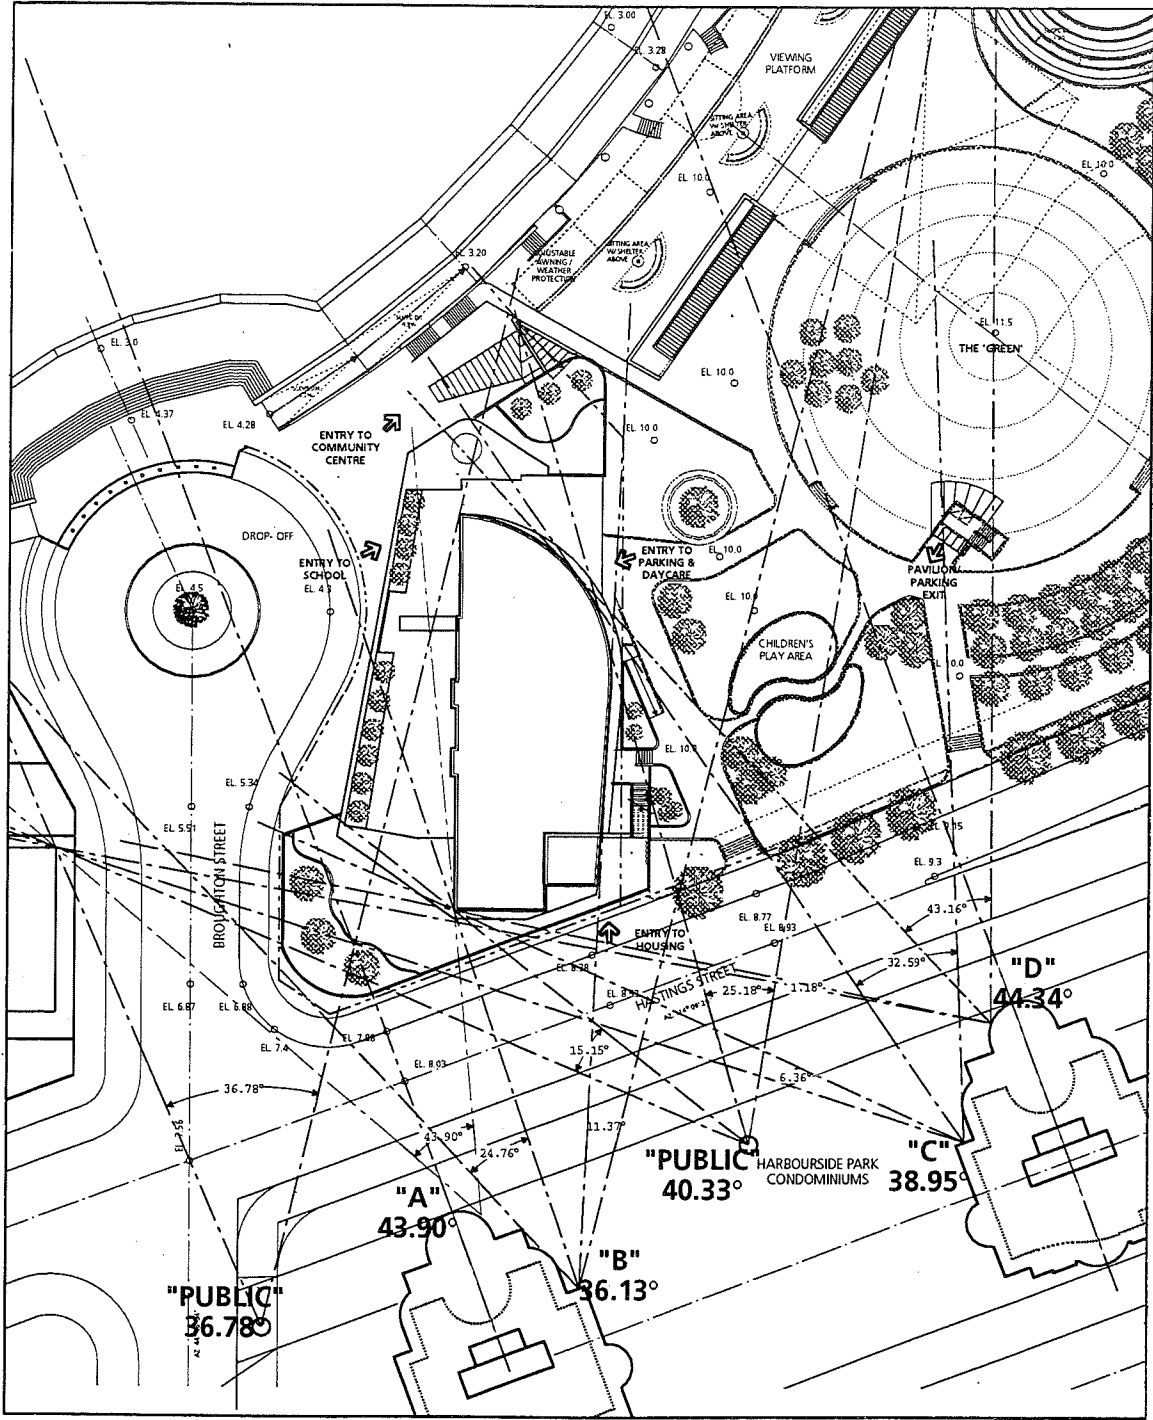 EL. 3.00
EL. 3.28
VIEWING
PLATFORM
SITTING AREA
W/ SHELTER
ABOVE
EL. 10.0
EL. 10.0
EL. 3.20
ADJUSTABLE
AWNING /
WEATHER
PROTECTION
SITTING AREA
W/ SHELTER
ABOVE
EL. 11.5
THE "GREEN"
EL. 3.0
EL. 10.0
EL. 4.37
EL. 4.28
ENTRY TO
COMMUNITY
CENTRE
EL. 10.0
DROP- OFF
ENTRY TO
SCHOOL
EL. 4.3
EL. 4.5
ENTRY TO
PARKING &
DAYCARE
EL. 10.0
PAVILION/
PARKING
EXIT
CHILDREN'S
PLAY AREA
EL. 5.34
EL. 5.51
BROUGHTON STREET
EL. 9.15
EL. 9.3
43.16°
EL. 8.77
EL. 8.93
ENTRY TO
HOUSING
EL. 8.28
HASTINGS STREET
32.59°
"D"
44.34°
25.18°
1.18°
EL. 6.87
EL. 6.88
EL. 7.4
EL. 7.88
EL. 8.03
15.15°
6.36°
36.78°
EL. 7.56
43.90°
24.76°
11.37°
"PUBLIC"
40.33°
HARBOURSIDE PARK
CONDOMINIUMS
"C"
38.95°
"A"
43.90°
"B"
36.13°
"PUBLIC"
36.78°